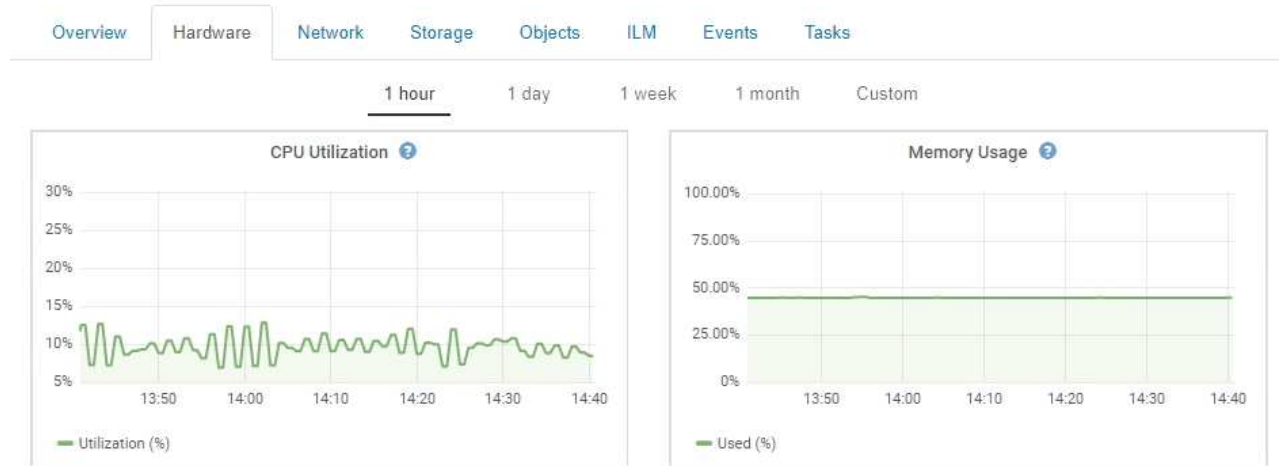 Overview Hardware Network Storage Objects ILM Events Tasks
1 hour 1 day 1 week 1 month Custom
CPU Utilization ?
30%
25%
20%
15%
10%
5%
13:50 14:00 14:10 14:20 14:30 14:40
Utilization (%)
Memory Usage ?
100.00%
75.00%
50.00%
25.00%
0%
13:50 14:00 14:10 14:20 14:30 14:40
Used (%)